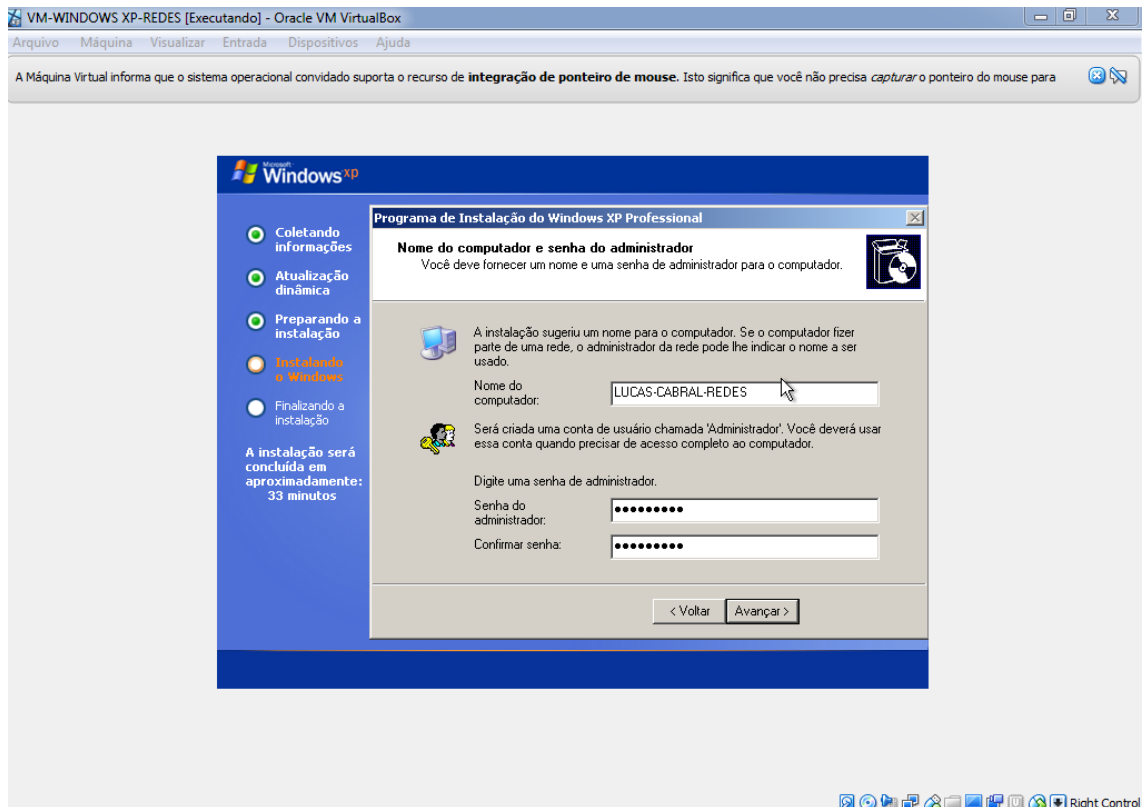 VM-WINDOWS XP-REDES [Executando] - Oracle VM VirtualBox
Arquivo Máquina Visualizar Entrada Dispositivos Ajuda
A Máquina Virtual informa que o sistema operacional convidado suporta o recurso de integração de ponteiro de mouse. Isto significa que você não precisa capturar o ponteiro do mouse para
Microsoft
Windows xp
Coletando
informações
Atualização
dinâmica
Preparando a
instalação
Instalando
o Windows
Finalizando a
instalação
A instalação será
concluída em
aproximadamente:
33 minutos
Programa de Instalação do Windows XP Professional
Nome do computador e senha do administrador
Você deve fornecer um nome e uma senha de administrador para o computador.
A instalação sugeriu um nome para o computador. Se o computador fizer
parte de uma rede, o administrador da rede pode lhe indicar o nome a ser
usado.
Nome do
computador:
LUCAS-CABRAL-REDES
Será criada uma conta de usuário chamada 'Administrador'. Você deverá usar
essa conta quando precisar de acesso completo ao computador.
Digite uma senha de administrador.
Senha do
administrador:
●●●●●●●●●
Confirmar senha:
●●●●●●●●●
< Voltar
Avançar >
Right Control